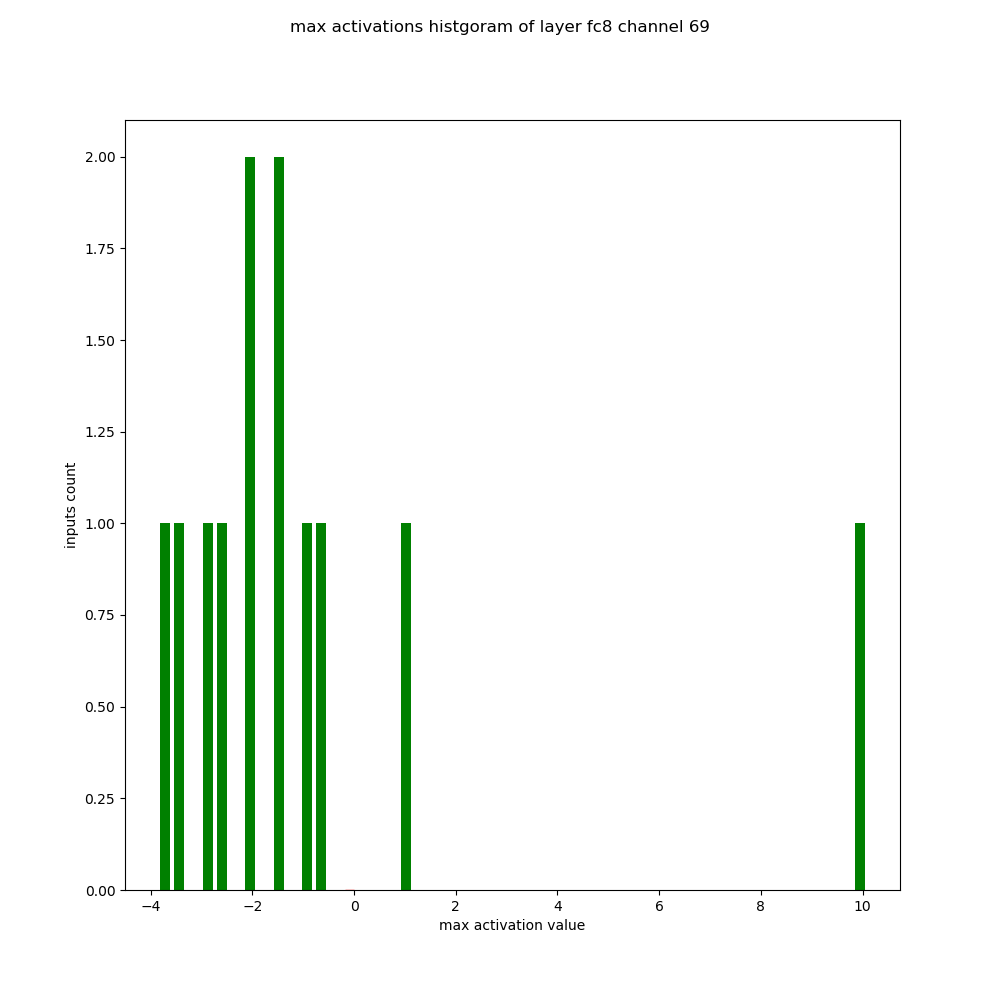 max activations histgoram of layer fc8 channel 69
2.00
1.75
1.50
1.25
1.00
0.75
0.50
0.25
0.00
inputs count
−4 −2 0 2 4 6 8 10
max activation value